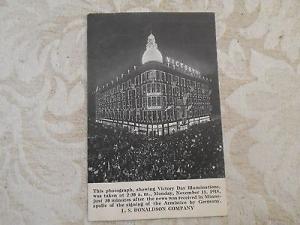 VICTORY
This photograph, showing Victory Day Illuminations,
was taken at 2:30 a. m., Monday, November 11, 1918,
just 30 minutes after the news was received in Minne-
apolis of the signing of the Armistice by Germany.
L. S. DONALDSON COMPANY